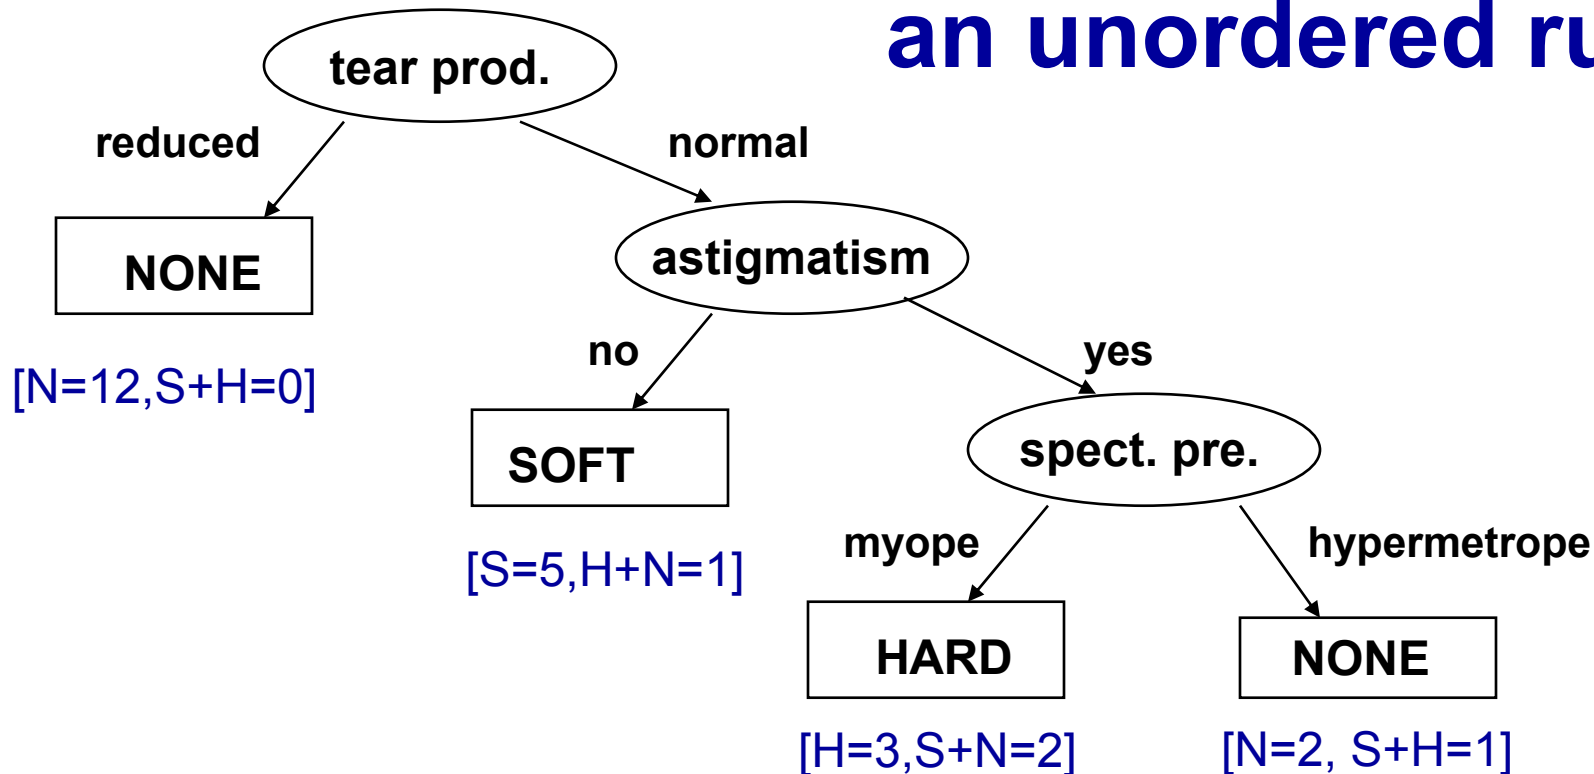 an unordered ru
tear prod.
reduced
normal
NONE
astigmatism
[N=12,S+H=0]
no
yes
SOFT
spect. pre.
[S=5,H+N=1]
myope
hypermetrope
HARD
NONE
[H=3,S+N=2]
[N=2, S+H=1]